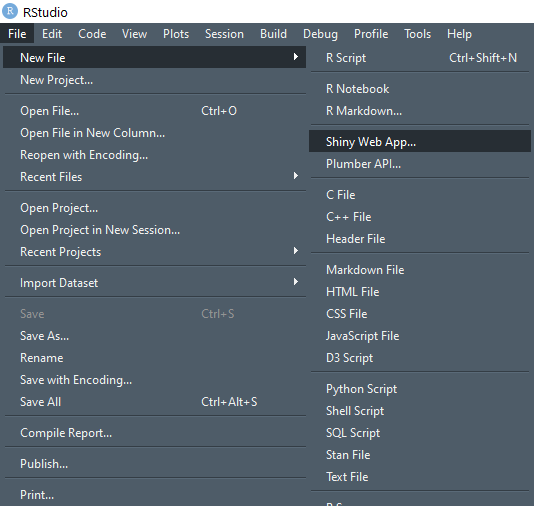 R RStudio
File Edit Code View Plots Session Build Debug Profile Tools Help
New File
New Project...
Open File... Ctrl+O
Open File in New Column...
Reopen with Encoding...
Recent Files
Open Project...
Open Project in New Session...
Recent Projects
Import Dataset
Save Ctrl+S
Save As...
Rename
Save with Encoding...
Save All Ctrl+Alt+S
Compile Report...
Publish...
Print...
R Script Ctrl+Shift+N
R Notebook
R Markdown...
Shiny Web App...
Plumber API...
C File
C++ File
Header File
Markdown File
HTML File
CSS File
JavaScript File
D3 Script
Python Script
Shell Script
SQL Script
Stan File
Text File